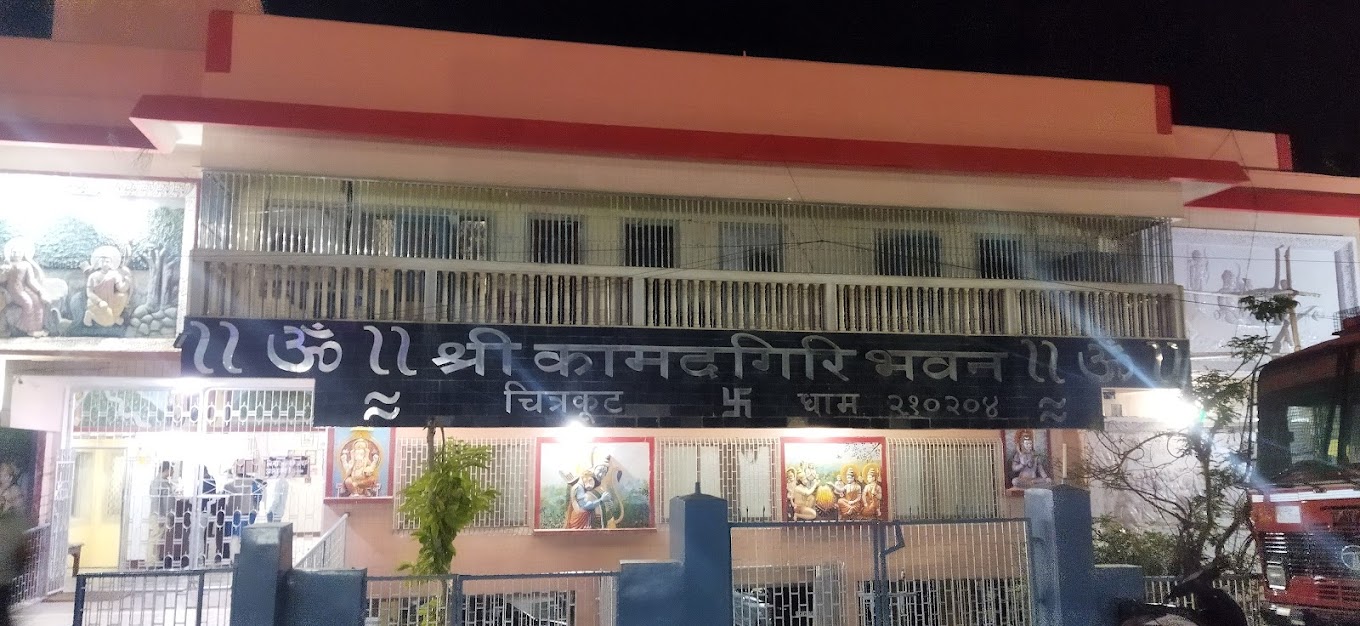 ।। ॐ ।। श्री कामदगिरि भवन ।। ॐ ।।
चित्रकूट 卐 धाम २१०२०४